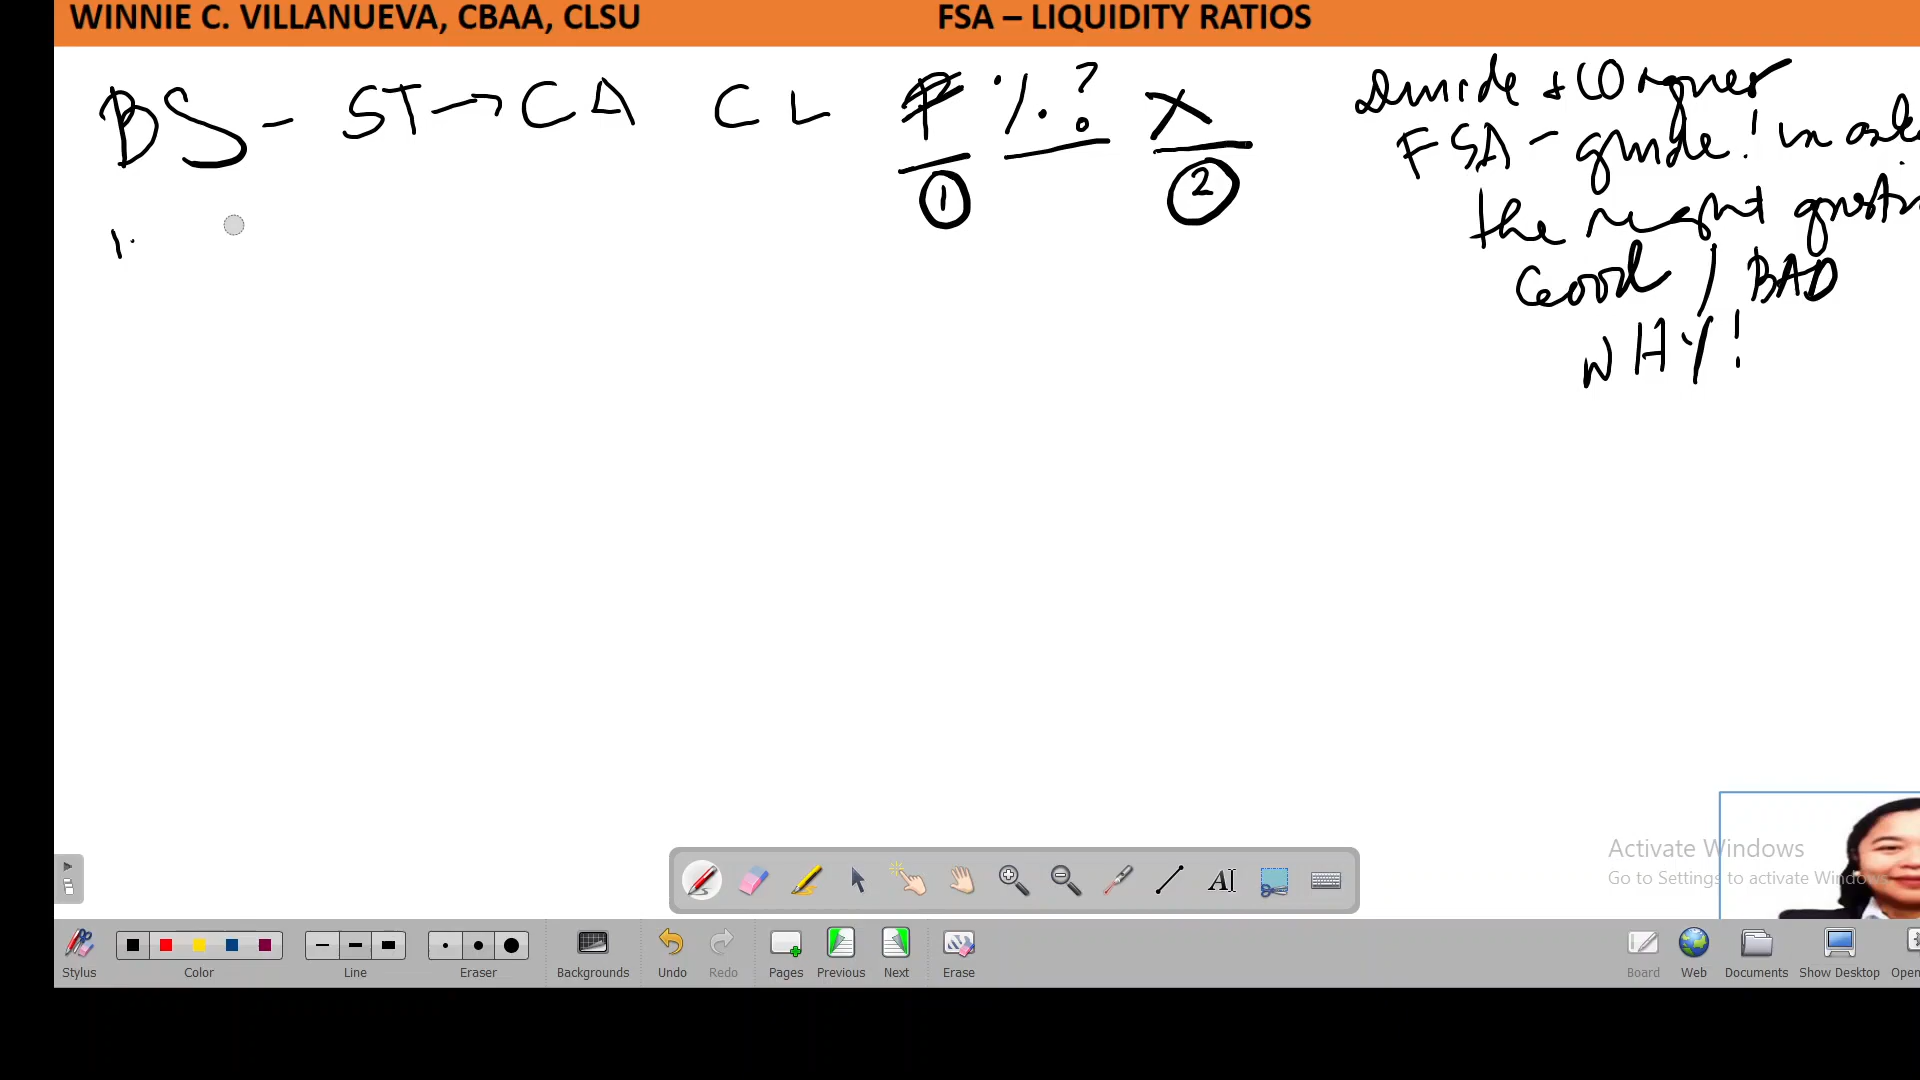 WINNIE C. VILLANUEVA, CBAA, CLSU FSA – LIQUIDITY RATIOS
BS - ST → CA CL ₱ %? X
① ②
Divide & Conquer
FSA - guide! in
the right
Good / BAD
WHY!
1.
Activate Windows
Go to Settings to activate Windows.
Stylus Color Line Eraser Backgrounds Undo Redo Pages Previous Next Erase Board Web Documents Show Desktop Open